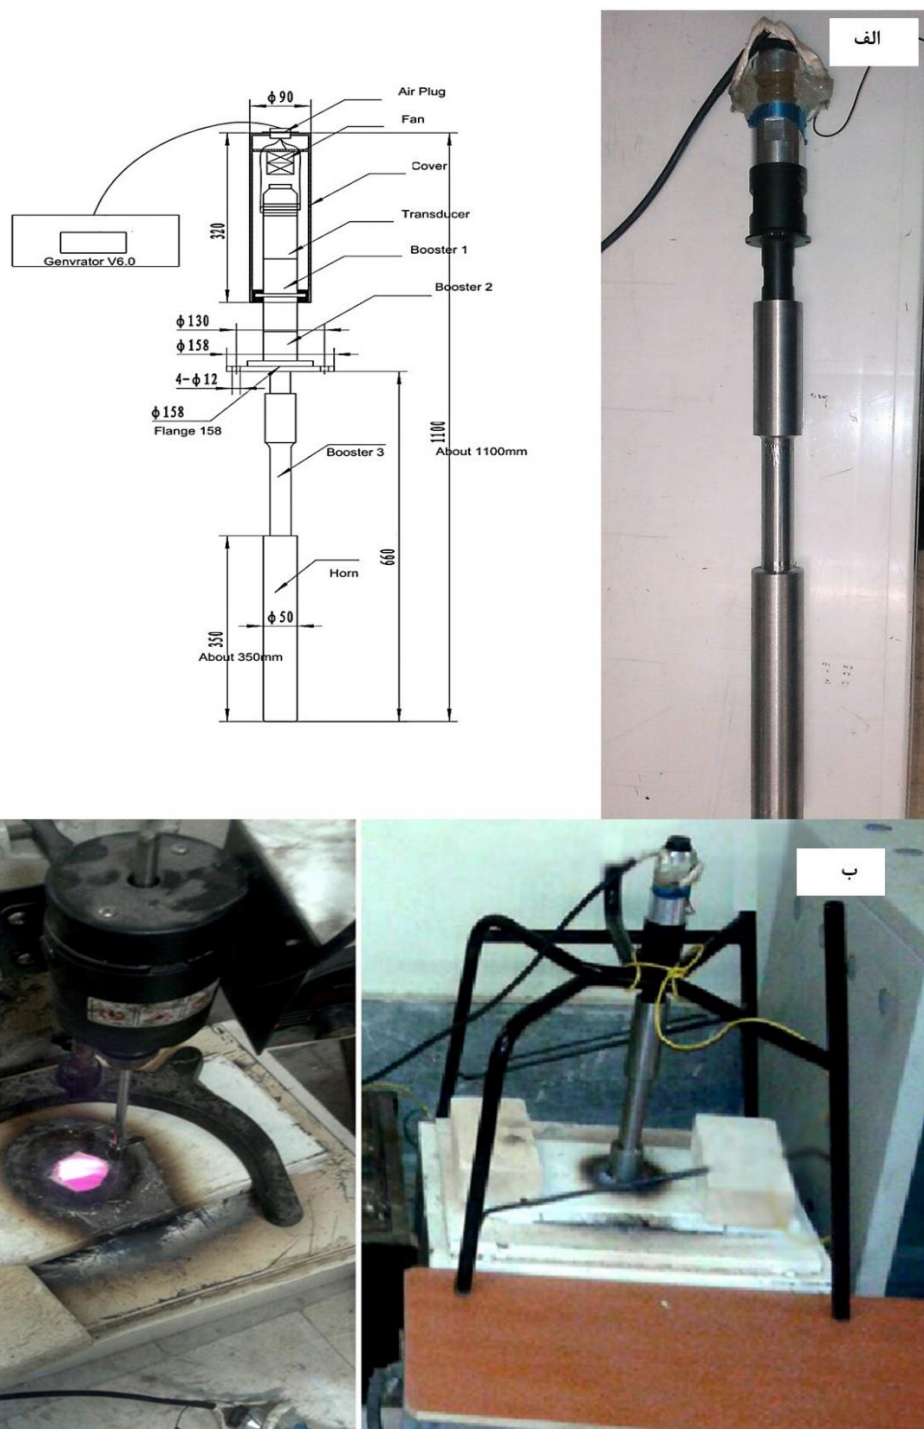 الف
Air Plug
ϕ90
Fan
Cover
Transducer
320
Booster 1
Genvrator V6.0
Booster 2
ϕ130
ϕ158
4-ϕ12
ϕ158
Flange 158
1100
About 1100mm
Booster 3
660
Horn
ϕ50
350
About 350mm
ب